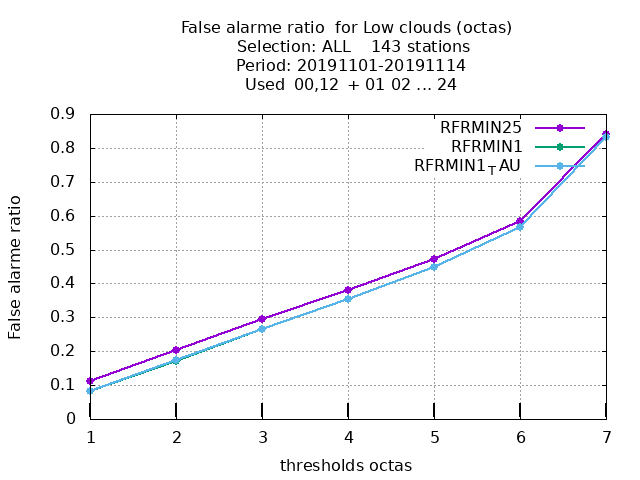 False alarme ratio  for Low clouds (octas)
Selection: ALL    143 stations
Period: 20191101-20191114
Used  00,12  + 01 02 ... 24
RFRMIN25
RFRMIN1
RFRMIN1TAU
False alarme ratio
0.9
0.8
0.7
0.6
0.5
0.4
0.3
0.2
0.1
0
1 2 3 4 5 6 7
thresholds octas